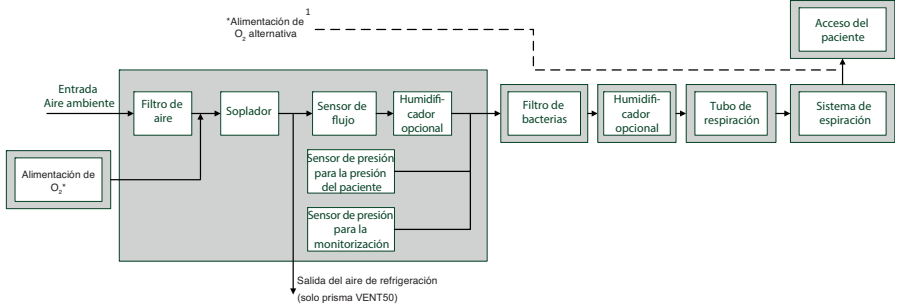 *Alimentación de 1
O2 alternativa
Acceso del
paciente
Entrada
Aire ambiente
Filtro de
aire
Soplador
Sensor de
flujo
Humidifi-
cador
opcional
Filtro de
bacterias
Humidifi-
cador
opcional
Tubo de
respiración
Sistema de
espiración
Alimentación de
O2*
Sensor de presión
para la presión
del paciente
Sensor de presión
para la
monitorización
Salida del aire de refrigeración
(solo prisma VENT50)